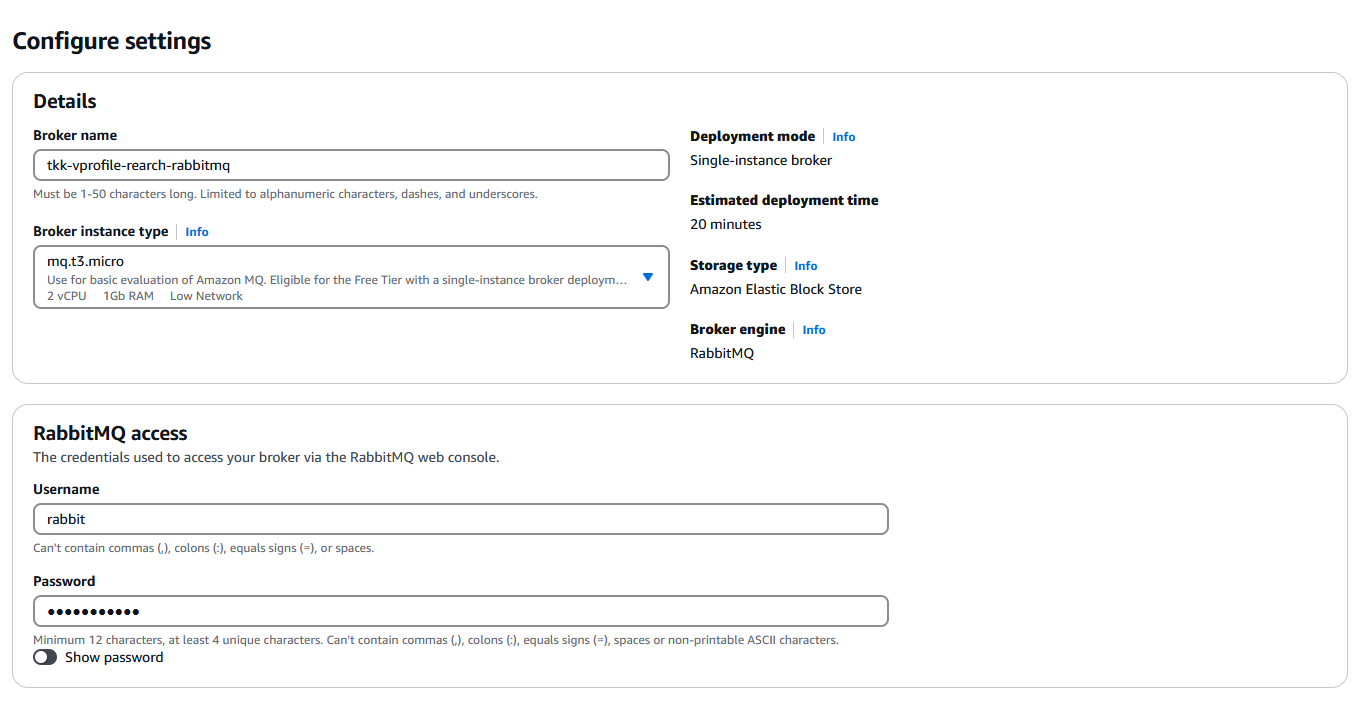 Configure settings
Details
Broker name
tkk-vprofile-rearch-rabbitmq
Must be 1-50 characters long. Limited to alphanumeric characters, dashes, and underscores.
Broker instance type Info
mq.t3.micro
Use for basic evaluation of Amazon MQ. Eligible for the Free Tier with a single-instance broker deploym...
2 vCPU 1Gb RAM Low Network
Deployment mode Info
Single-instance broker
Estimated deployment time
20 minutes
Storage type Info
Amazon Elastic Block Store
Broker engine Info
RabbitMQ
RabbitMQ access
The credentials used to access your broker via the RabbitMQ web console.
Username
rabbit
Can't contain commas (,), colons (:), equals signs (=), or spaces.
Password
•••••••••••
Minimum 12 characters, at least 4 unique characters. Can't contain commas (,), colons (:), equals signs (=), spaces or non-printable ASCII characters.
Show password